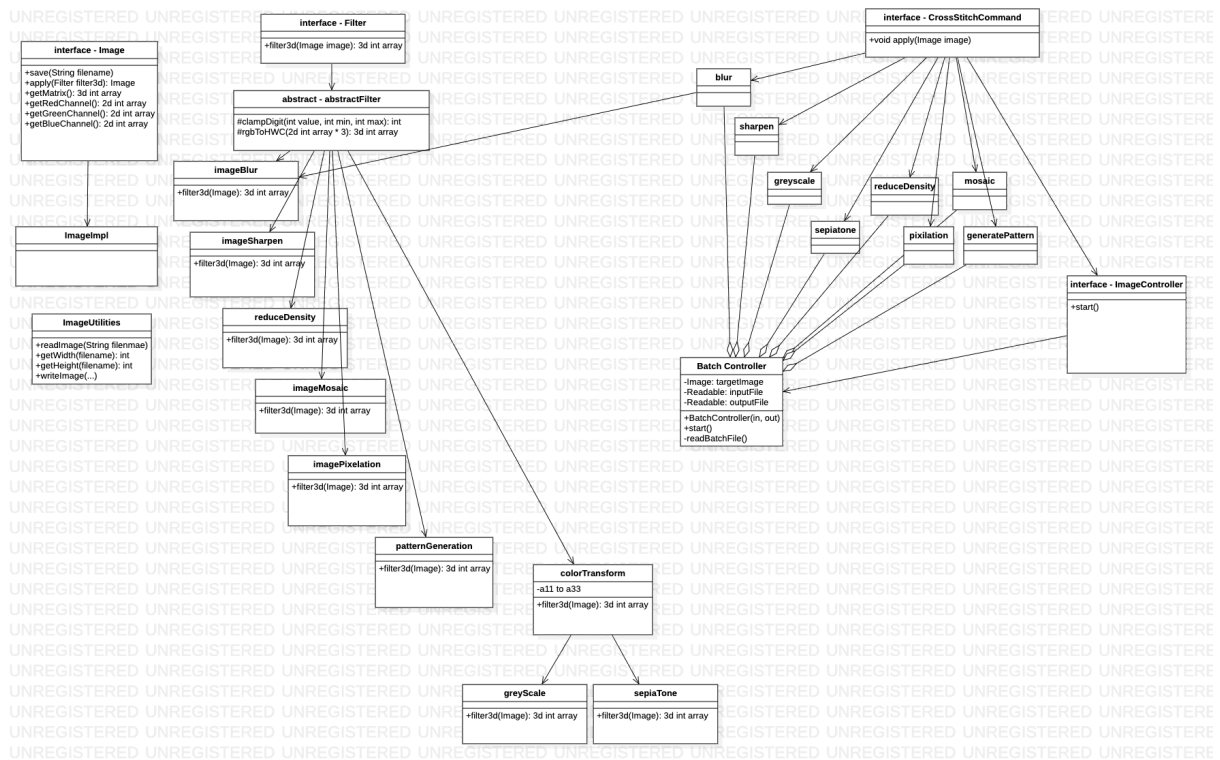 interface - Image
+save(String filename)
+apply(Filter filter3d): Image
+getMatrix(): 3d int array
+getRedChannel(): 2d int array
+getGreenChannel(): 2d int array
+getBlueChannel(): 2d int array
ImageImpl
ImageUtilities
+readImage(String filenmae)
+getWidth(filename): int
+getHeight(filename): int
+writeImage(...)
interface - Filter
+filter3d(Image image): 3d int array
abstract - abstractFilter
#clampDigit(int value, int min, int max): int
#rgbToHWC(2d int array * 3): 3d int array
imageBlur
+filter3d(Image): 3d int array
imageSharpen
+filter3d(Image): 3d int array
reduceDensity
+filter3d(Image): 3d int array
imageMosaic
+filter3d(Image): 3d int array
imagePixelation
+filter3d(Image): 3d int array
patternGeneration
+filter3d(Image): 3d int array
colorTransform
-a11 to a33
+filter3d(Image): 3d int array
greyScale
+filter3d(Image): 3d int array
sepiaTone
+filter3d(Image): 3d int array
interface - CrossStitchCommand
+void apply(Image image)
blur
sharpen
greyscale
sepiatone
reduceDensity
pixilation
mosaic
generatePattern
interface - ImageController
+start()
Batch Controller
-Image: targetImage
-Readable: inputFile
-Readable: outputFile
+BatchController(in, out)
+start()
-readBatchFile()
UNREGISTERED